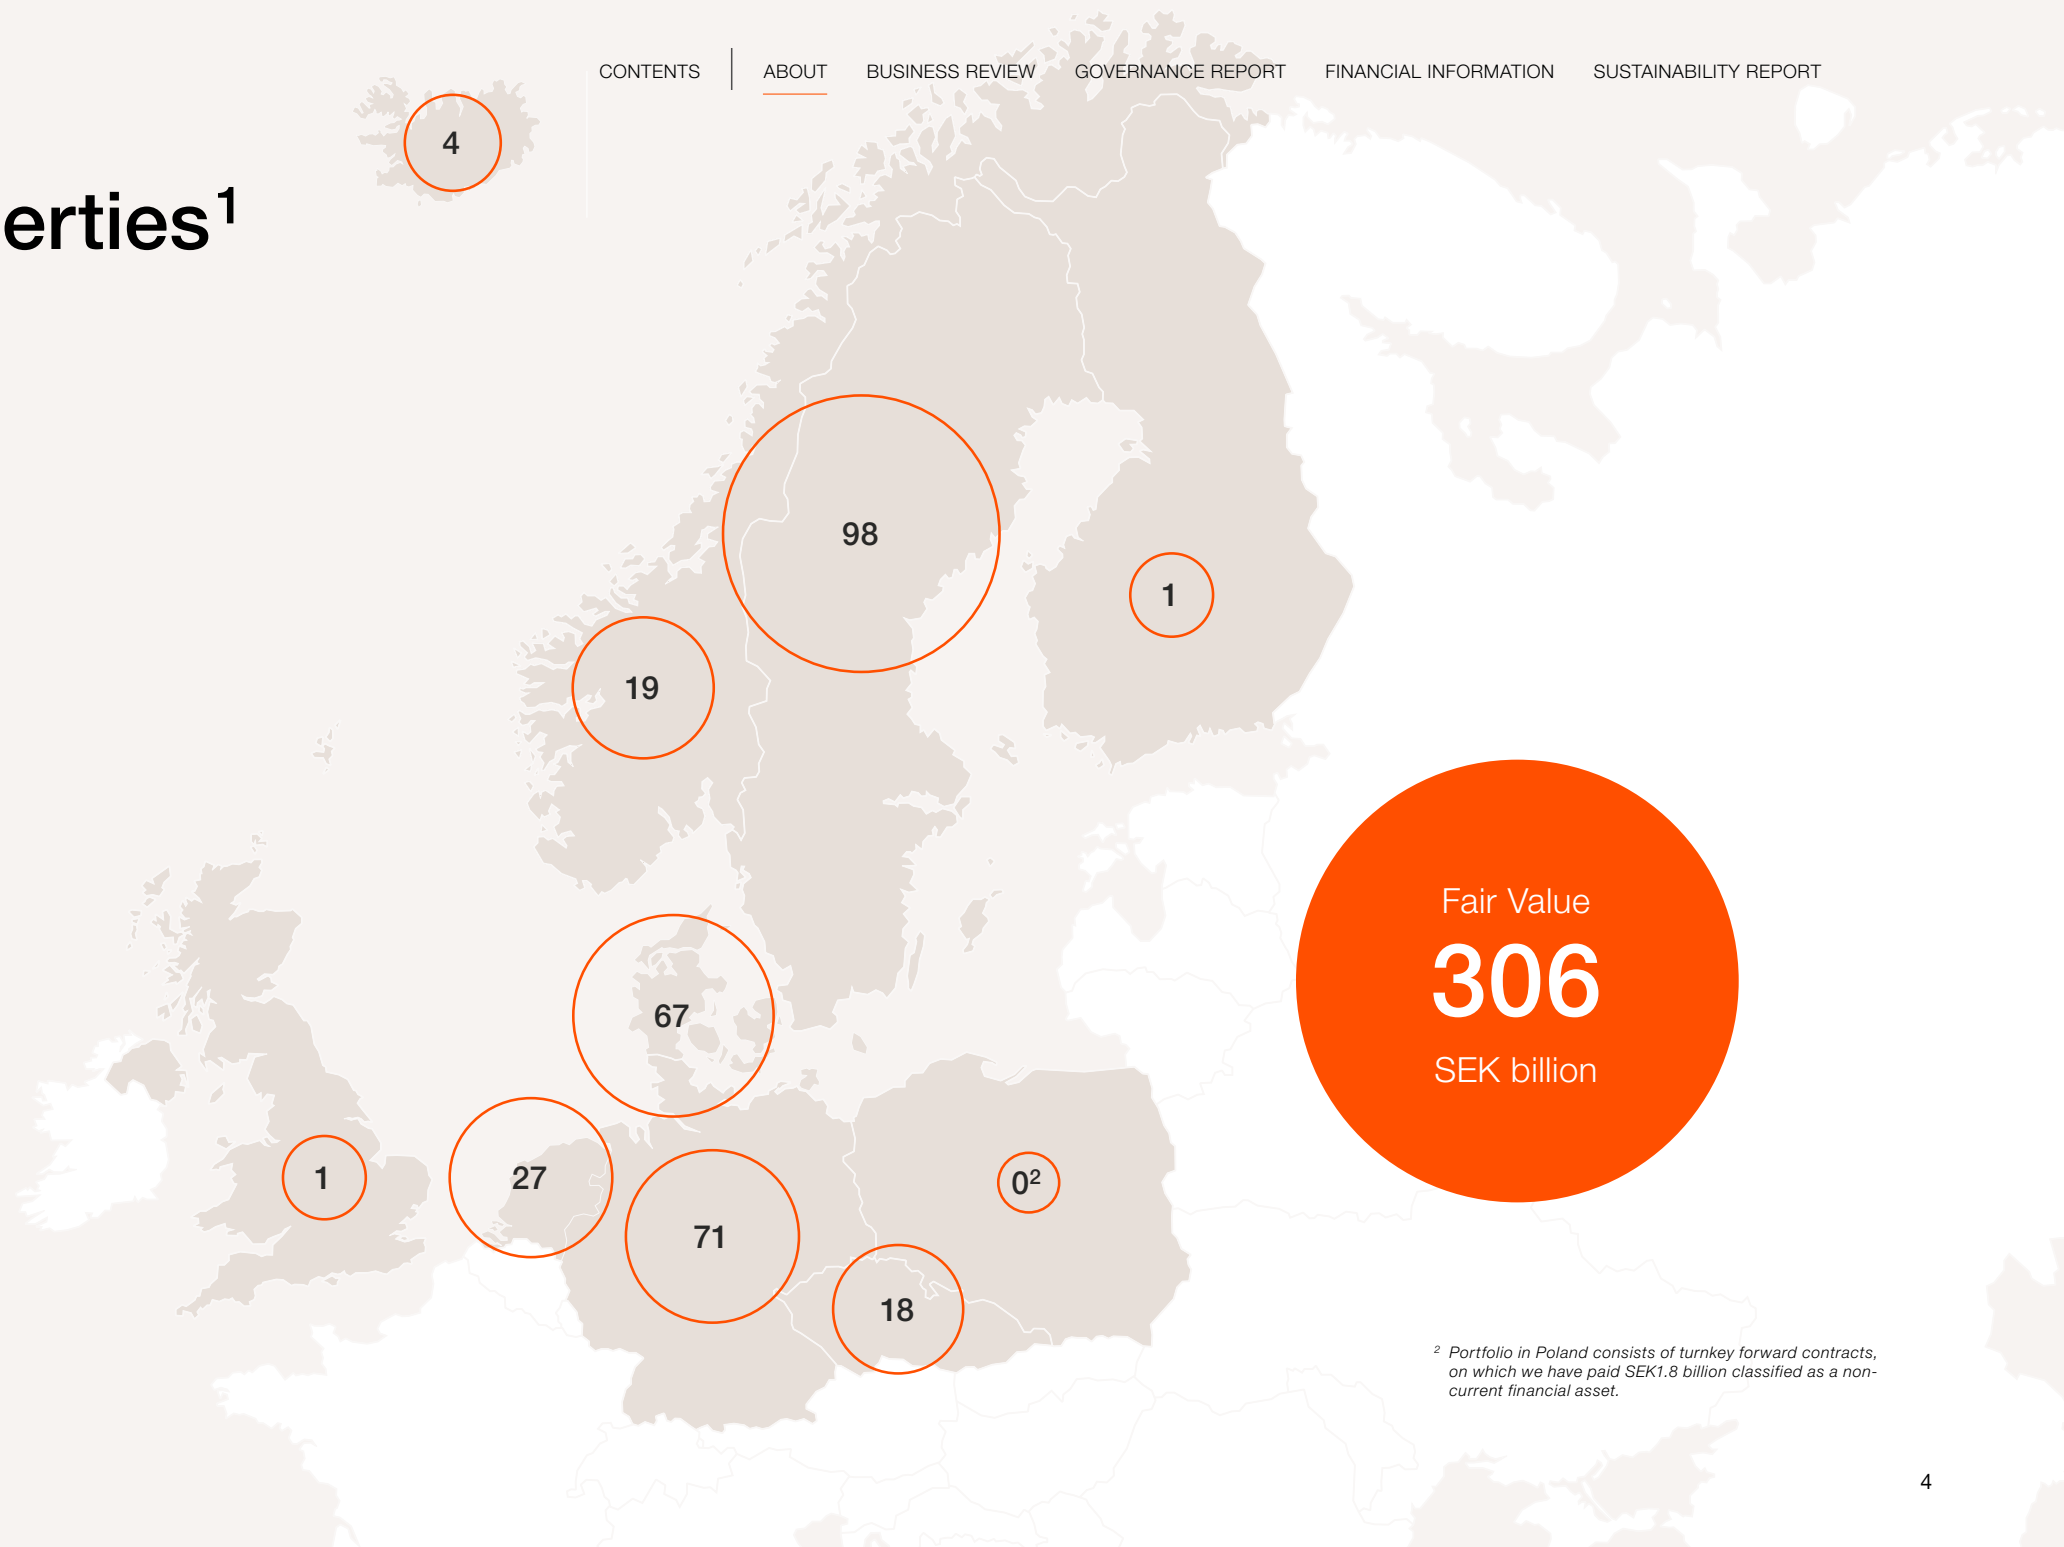 CONTENTS ABOUT BUSINESS REVIEW GOVERNANCE REPORT FINANCIAL INFORMATION SUSTAINABILITY REPORT
4
erties¹
98
1
19
67
Fair Value
306
SEK billion
1
27
0²
71
18
² Portfolio in Poland consists of turnkey forward contracts,
on which we have paid SEK1.8 billion classified as a non-
current financial asset.
4